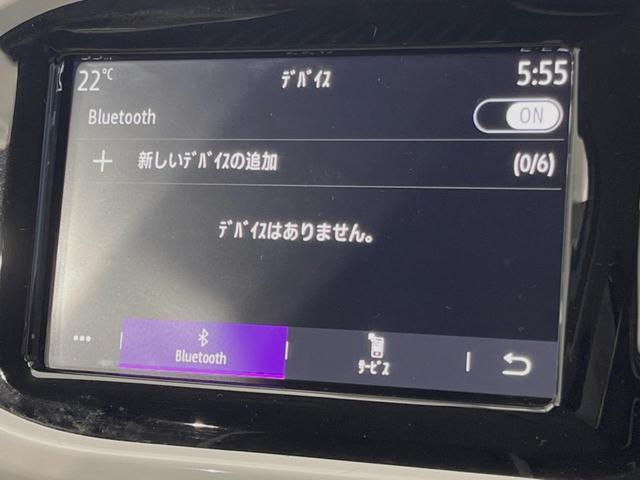 22℃ ﾃﾞﾊﾞｲｽ 5:55
Bluetooth ON
新しいﾃﾞﾊﾞｲｽの追加 (0/6)
ﾃﾞﾊﾞｲｽはありません。
Bluetooth ｻｰﾋﾞｽ